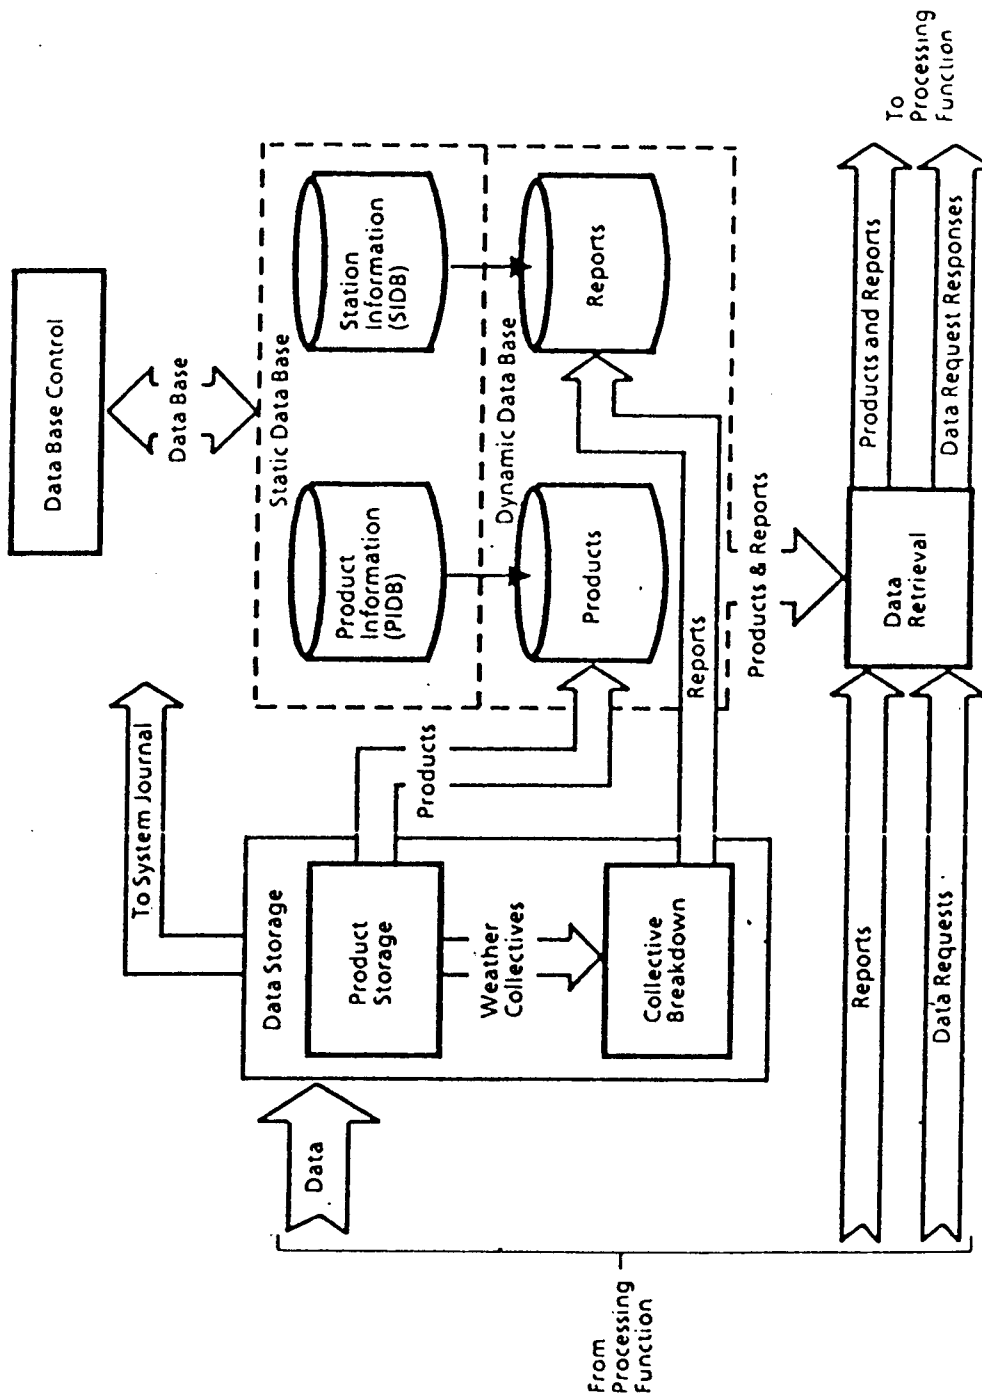 Data Base Control
Data Base
To System Journal
Static Data Base
Product
Information
(PIDB)
Station
Information
(SIDB)
Data
Data Storage
Product
Storage
Products
Weather
Collectives
Collective
Breakdown
Dynamic Data Base
Products
Reports
Reports
Products & Reports
From
Processing
Function
Reports
Data Requests
Data
Retrieval
Products and Reports
Data Request Responses
To
Processing
Function